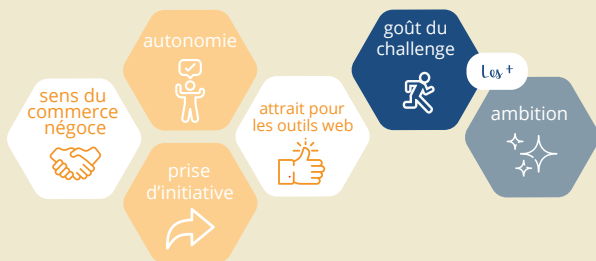 sens du
commerce
négoce
autonomie
prise
d'initiative
attrait pour
les outils web
goût du
challenge
Les +
ambition